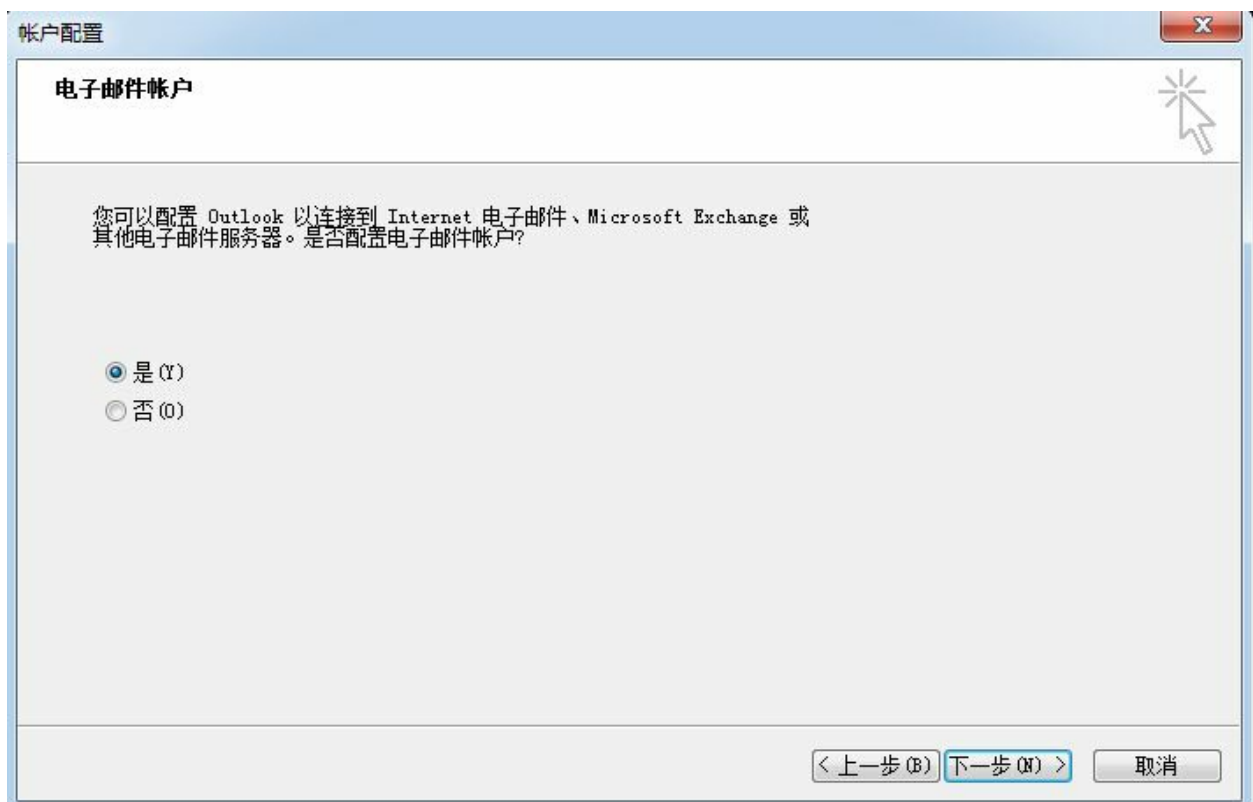 帐户配置
电子邮件帐户
您可以配置 Outlook 以连接到 Internet 电子邮件、Microsoft Exchange 或
其他电子邮件服务器。是否配置电子邮件帐户?
是(Y)
否(O)
< 上一步(B) 下一步(N) > 取消